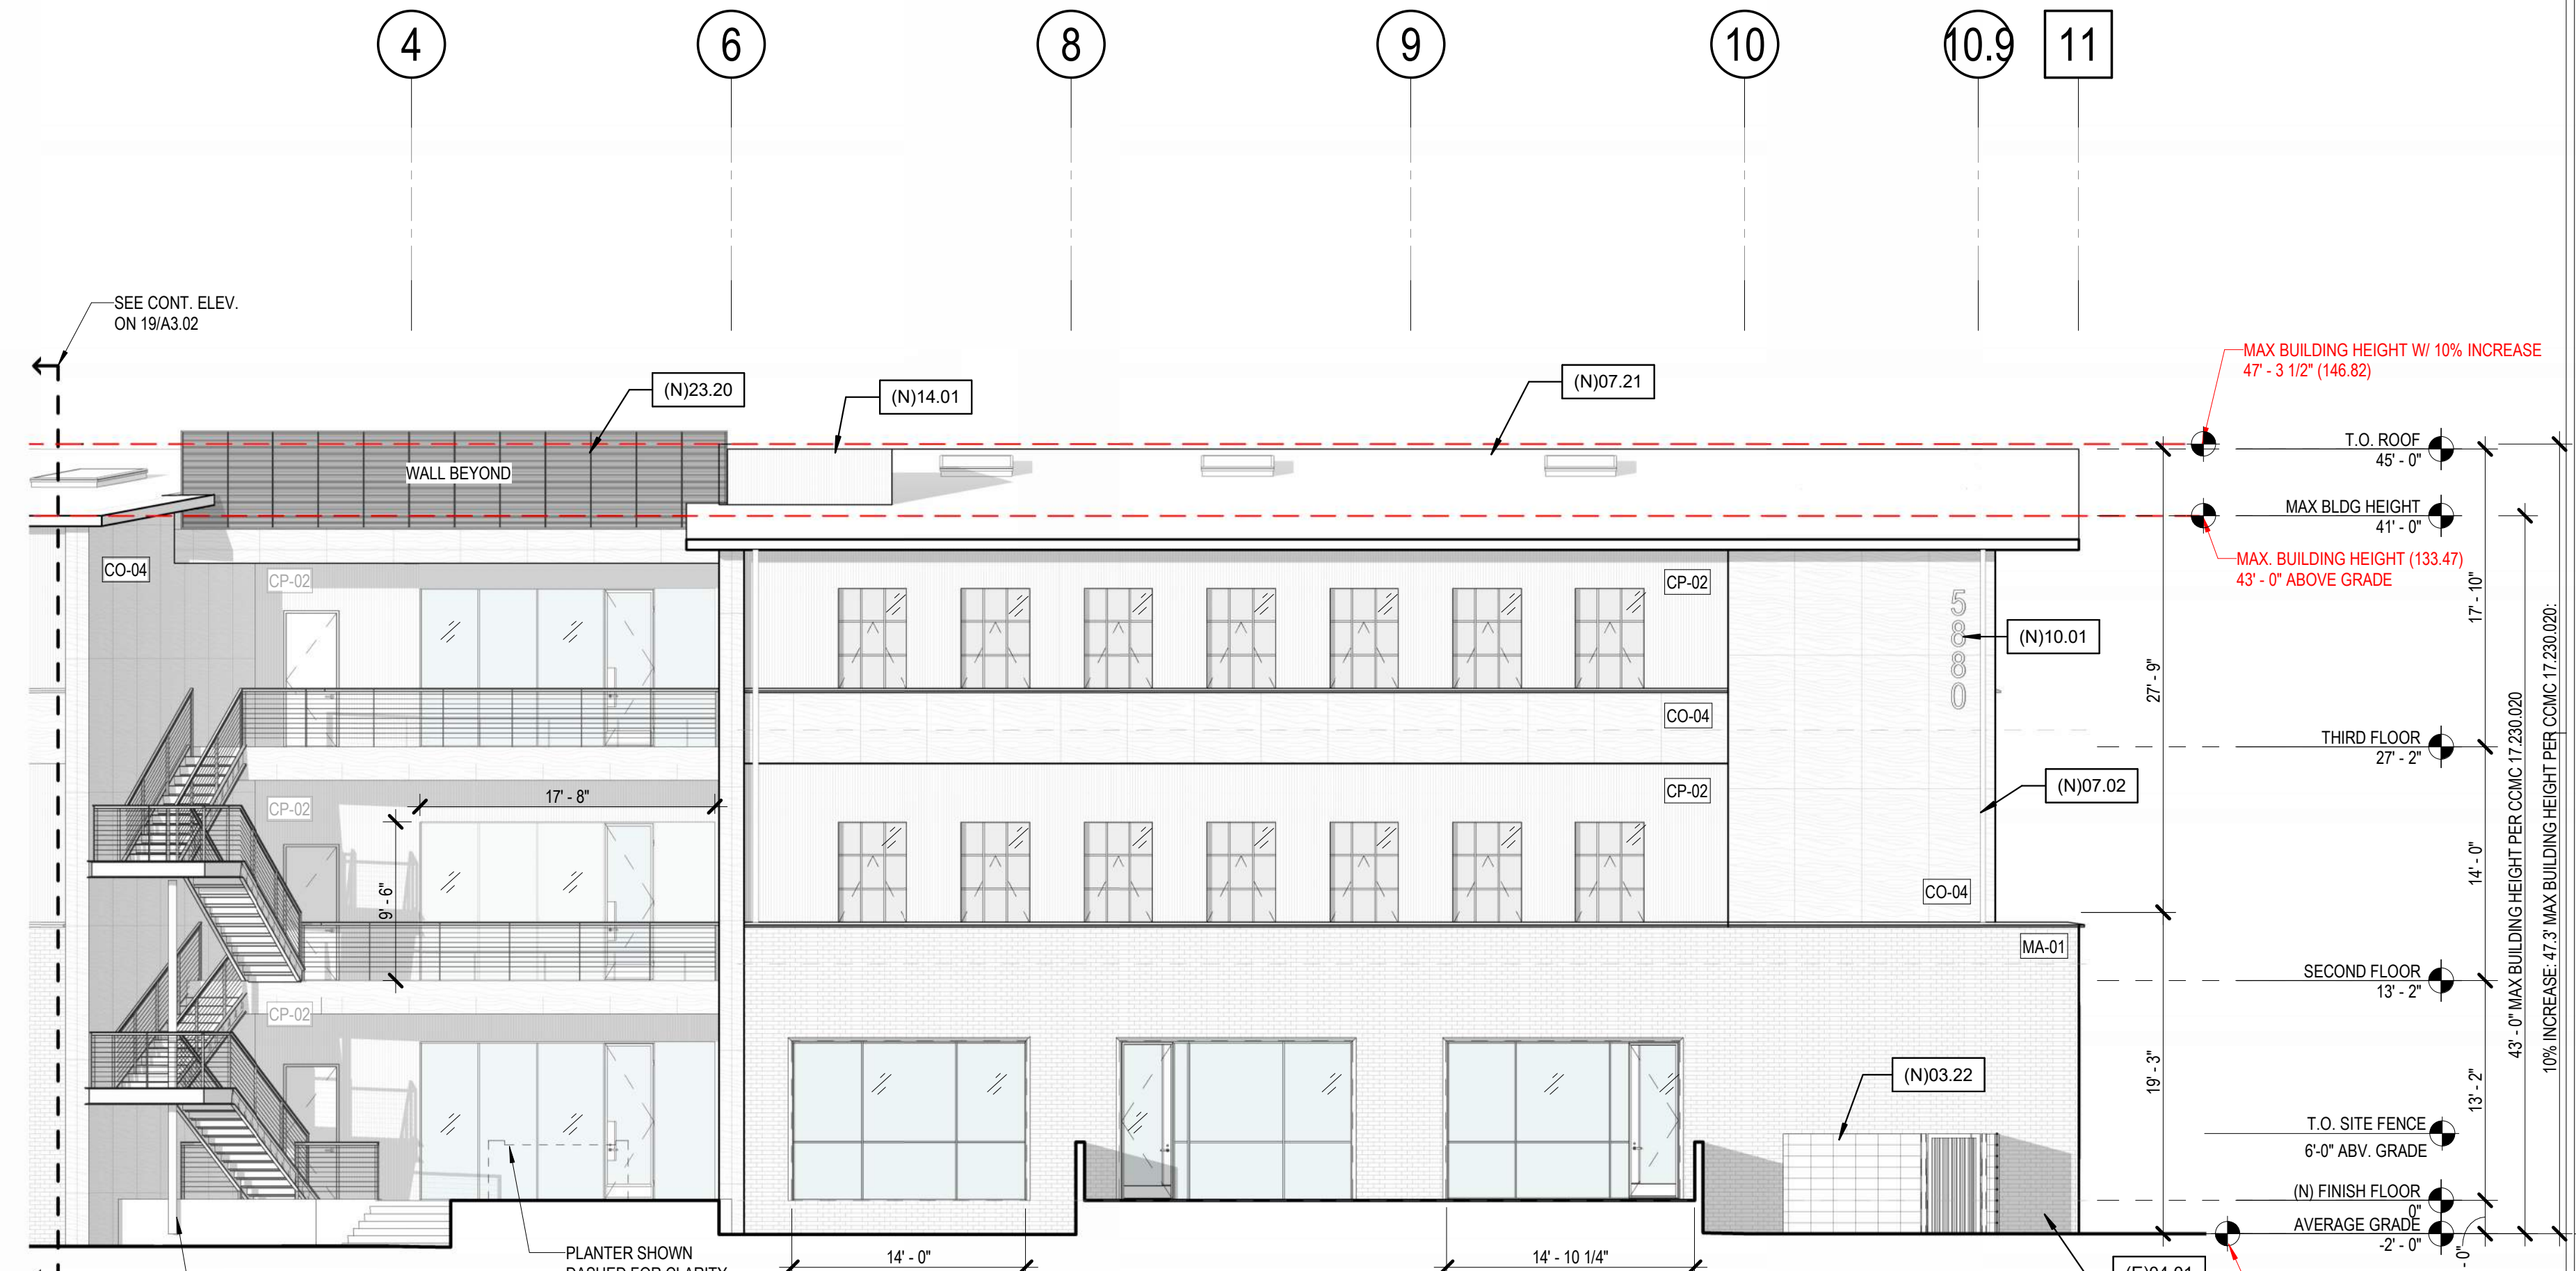 4
6
8
9
10
10.9
11
SEE CONT. ELEV.
ON 19/A3.02
MAX BUILDING HEIGHT W/ 10% INCREASE
47' - 3 1/2" (146.82)
(N)23.20
(N)14.01
(N)07.21
WALL BEYOND
T.O. ROOF
45' - 0"
MAX BLDG HEIGHT
41' - 0"
MAX. BUILDING HEIGHT (133.47)
43' - 0" ABOVE GRADE
CO-04
CP-02
CP-02
5
8
8
0
(N)10.01
17' - 10"
27' - 9"
CO-04
THIRD FLOOR
27' - 2"
(N)07.02
CP-02
17' - 8"
CP-02
9' - 6"
CO-04
14' - 0"
43' - 0" MAX BUILDING HEIGHT PER CCMC 17.230.020
10% INCREASE: 47.3' MAX BUILDING HEIGHT PER CCMC 17.230.020:
MA-01
SECOND FLOOR
13' - 2"
CP-02
(N)03.22
19' - 3"
13' - 2"
T.O. SITE FENCE
6'-0" ABV. GRADE
(N) FINISH FLOOR
0"
AVERAGE GRADE
-2' - 0"
- 0"
PLANTER SHOWN
DASHED FOR CLARITY
14' - 0"
14' - 10 1/4"